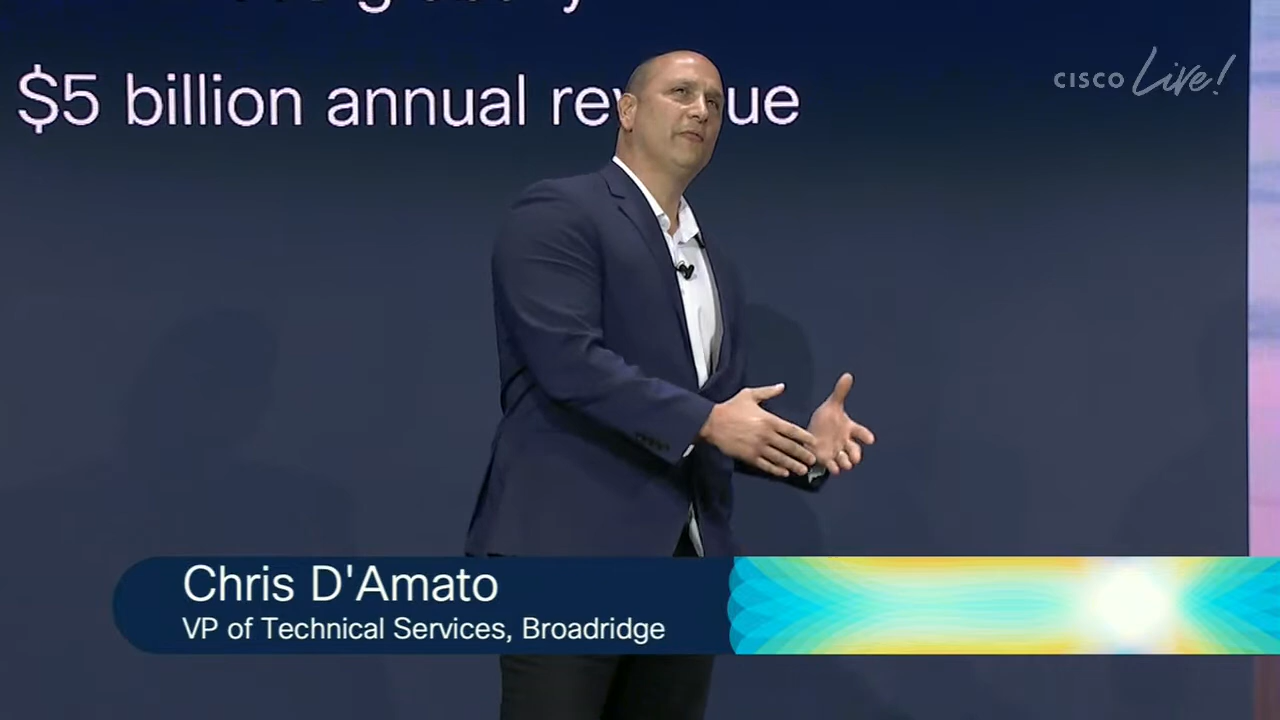 $5 billion annual
CISCO Live!
Chris D'Amato
VP of Technical Services, Broadridge